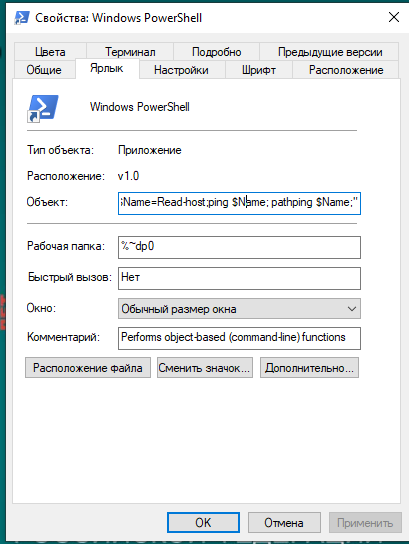 Свойства: Windows PowerShell
Цвета Терминал Подробно Предыдущие версии
Общие Ярлык Настройки Шрифт Расположение
Windows PowerShell
Тип объекта: Приложение
Расположение: v1.0
Объект: $Name=Read-host;ping $Name; pathping $Name;"
Рабочая папка: %~dp0
Быстрый вызов: Нет
Окно: Обычный размер окна
Комментарий: Performs object-based (command-line) functions
Расположение файла Сменить значок... Дополнительно...
OK Отмена Применить